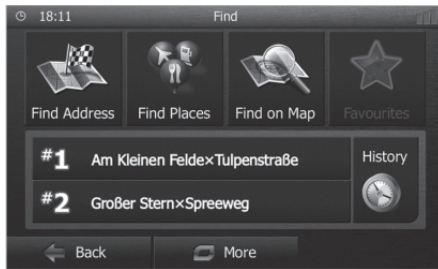 18:11 Find
Find Address Find Places Find on Map Favourites
#1 Am Kleinen Felde×Tulpenstraße History
#2 Großer Stern×Spreeweg
Back More